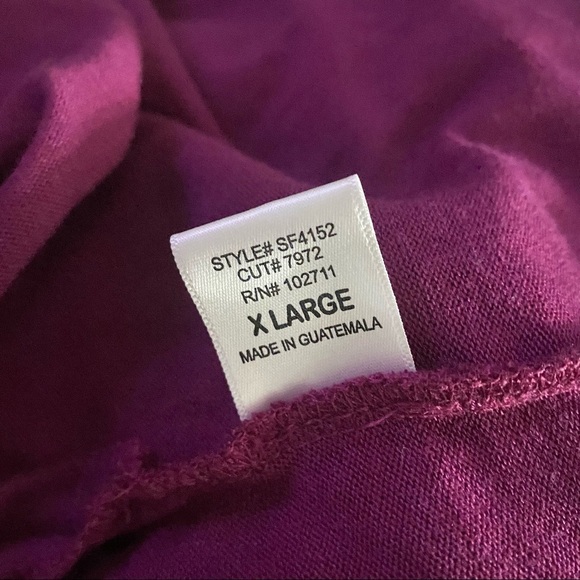 STYLE# SF4152
CUT# 7972
R/N# 102711
X LARGE
MADE IN GUATEMALA